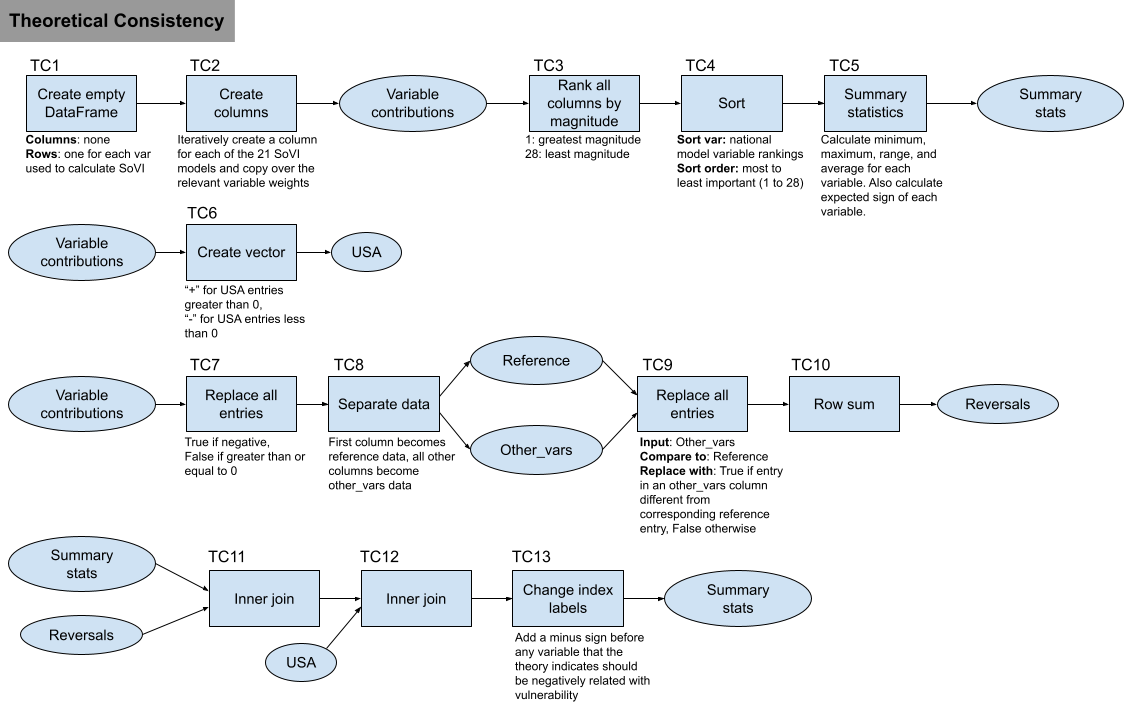 Theoretical Consistency
TC1
Create empty
DataFrame
Columns: none
Rows: one for each var
used to calculate SoVI
TC2
Create
columns
Iteratively create a column
for each of the 21 SoVI
models and copy over the
relevant variable weights
Variable
contributions
TC3
Rank all
columns by
magnitude
1: greatest magnitude
28: least magnitude
TC4
Sort
Sort var: national
model variable rankings
Sort order: most to
least important (1 to 28)
TC5
Summary
statistics
Calculate minimum,
maximum, range, and
average for each
variable. Also calculate
expected sign of each
variable.
Summary
stats
Variable
contributions
TC6
Create vector
“+” for USA entries
greater than 0,
“-” for USA entries less
than 0
USA
Variable
contributions
TC7
Replace all
entries
True if negative,
False if greater than or
equal to 0
TC8
Separate data
First column becomes
reference data, all other
columns become
other_vars data
Reference
Other_vars
TC9
Replace all
entries
Input: Other_vars
Compare to: Reference
Replace with: True if entry
in an other_vars column
different from
corresponding reference
entry, False otherwise
TC10
Row sum
Reversals
Summary
stats
Reversals
TC11
Inner join
USA
TC12
Inner join
TC13
Change index
labels
Add a minus sign before
any variable that the
theory indicates should
be negatively related with
vulnerability
Summary
stats